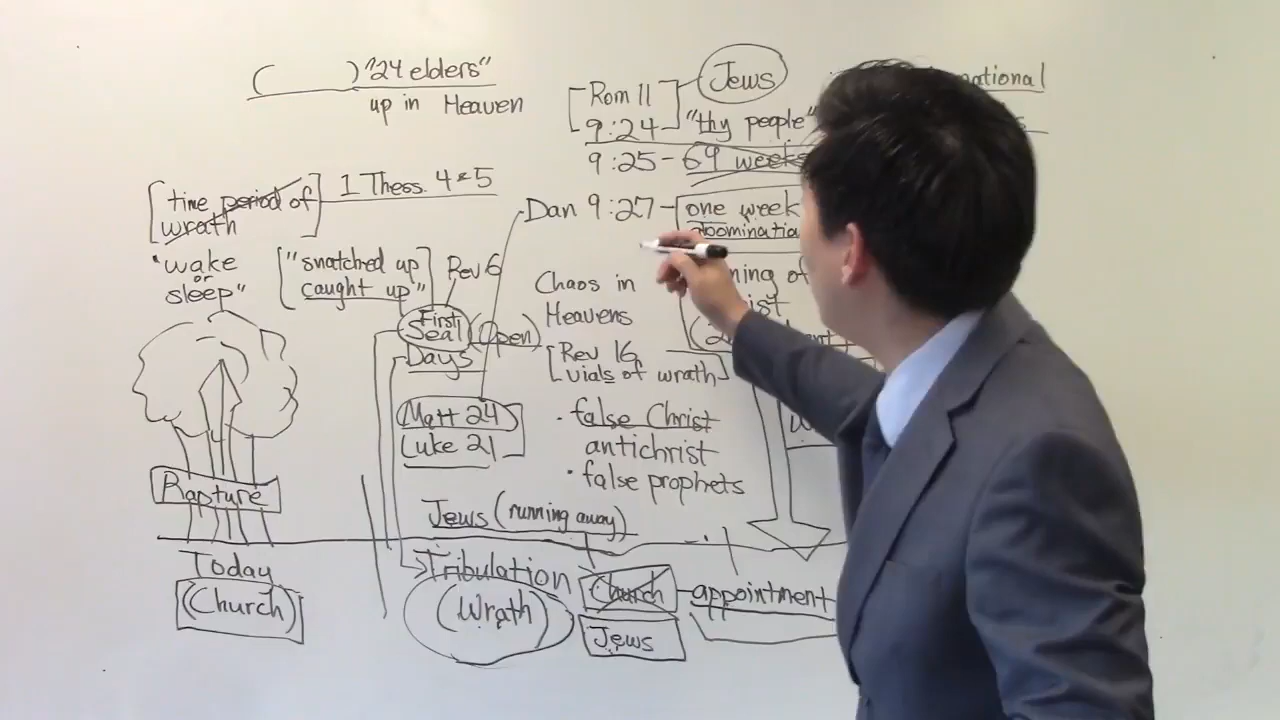 ( ) "24 elders"
up in Heaven
Rom 11
Jews
9:24
"thy people"
9:25 - 69 weeks
Dan 9:27 - one week
abominatio
[time period of
wrath]
1 Thess. 4 & 5
"wake
or
sleep"
["snatched up
caught up"]
Rev 6
First
Seal (Open)
Days
Matt 24
Luke 21
Chaos in
Heavens
[Rev 16
vials of wrath]
• false Christ
antichrist
• false prophets
Rapture
Jews (running away)
Today
(Church)
Tribulation
(Wrath)
Church
appointment
Jews